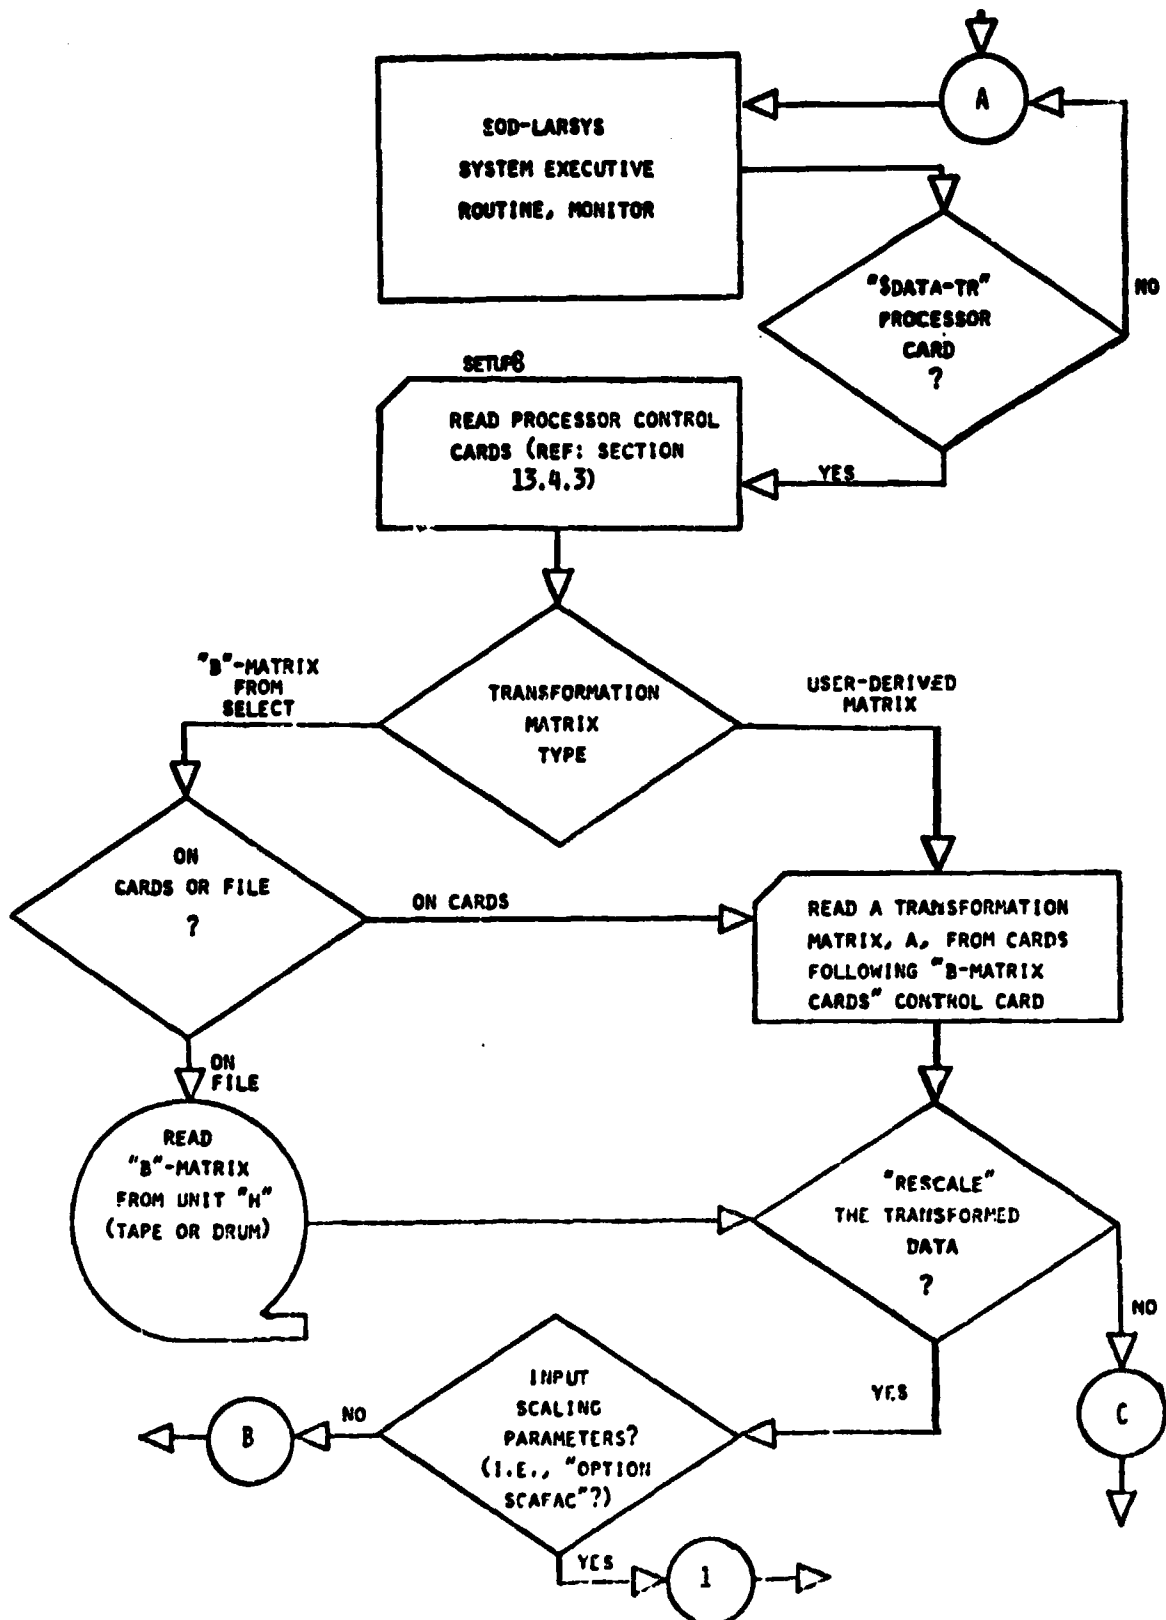 A
EOD-LARSYS
SYSTEM EXECUTIVE
ROUTINE, MONITOR
"$DATA-TR"
PROCESSOR
CARD
?
NO
SETUP8
READ PROCESSOR CONTROL
CARDS (REF: SECTION
13.4.3)
YES
TRANSFORMATION
MATRIX
TYPE
"B"-MATRIX
FROM
SELECT
USER-DERIVED
MATRIX
ON
CARDS OR FILE
?
ON CARDS
READ A TRANSFORMATION
MATRIX, A, FROM CARDS
FOLLOWING "B-MATRIX
CARDS" CONTROL CARD
ON
FILE
READ
"B"-MATRIX
FROM UNIT "H"
(TAPE OR DRUM)
"RESCALE"
THE TRANSFORMED
DATA
?
NO
C
YES
INPUT
SCALING
PARAMETERS?
(I.E., "OPTION
SCAFAC"?)
NO
B
YES
1